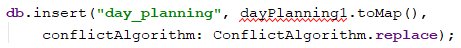 db.insert("day_planning", dayPlanning1.toMap(),
conflictAlgorithm: ConflictAlgorithm.replace);